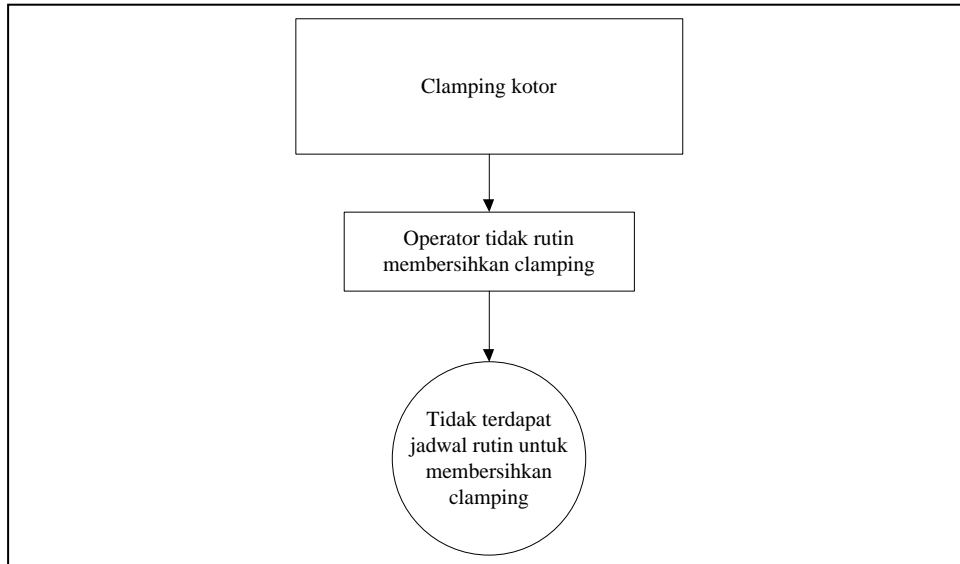 Clamping kotor
Operator tidak rutin
membersihkan clamping
Tidak terdapat
jadwal rutin untuk
membersihkan
clamping